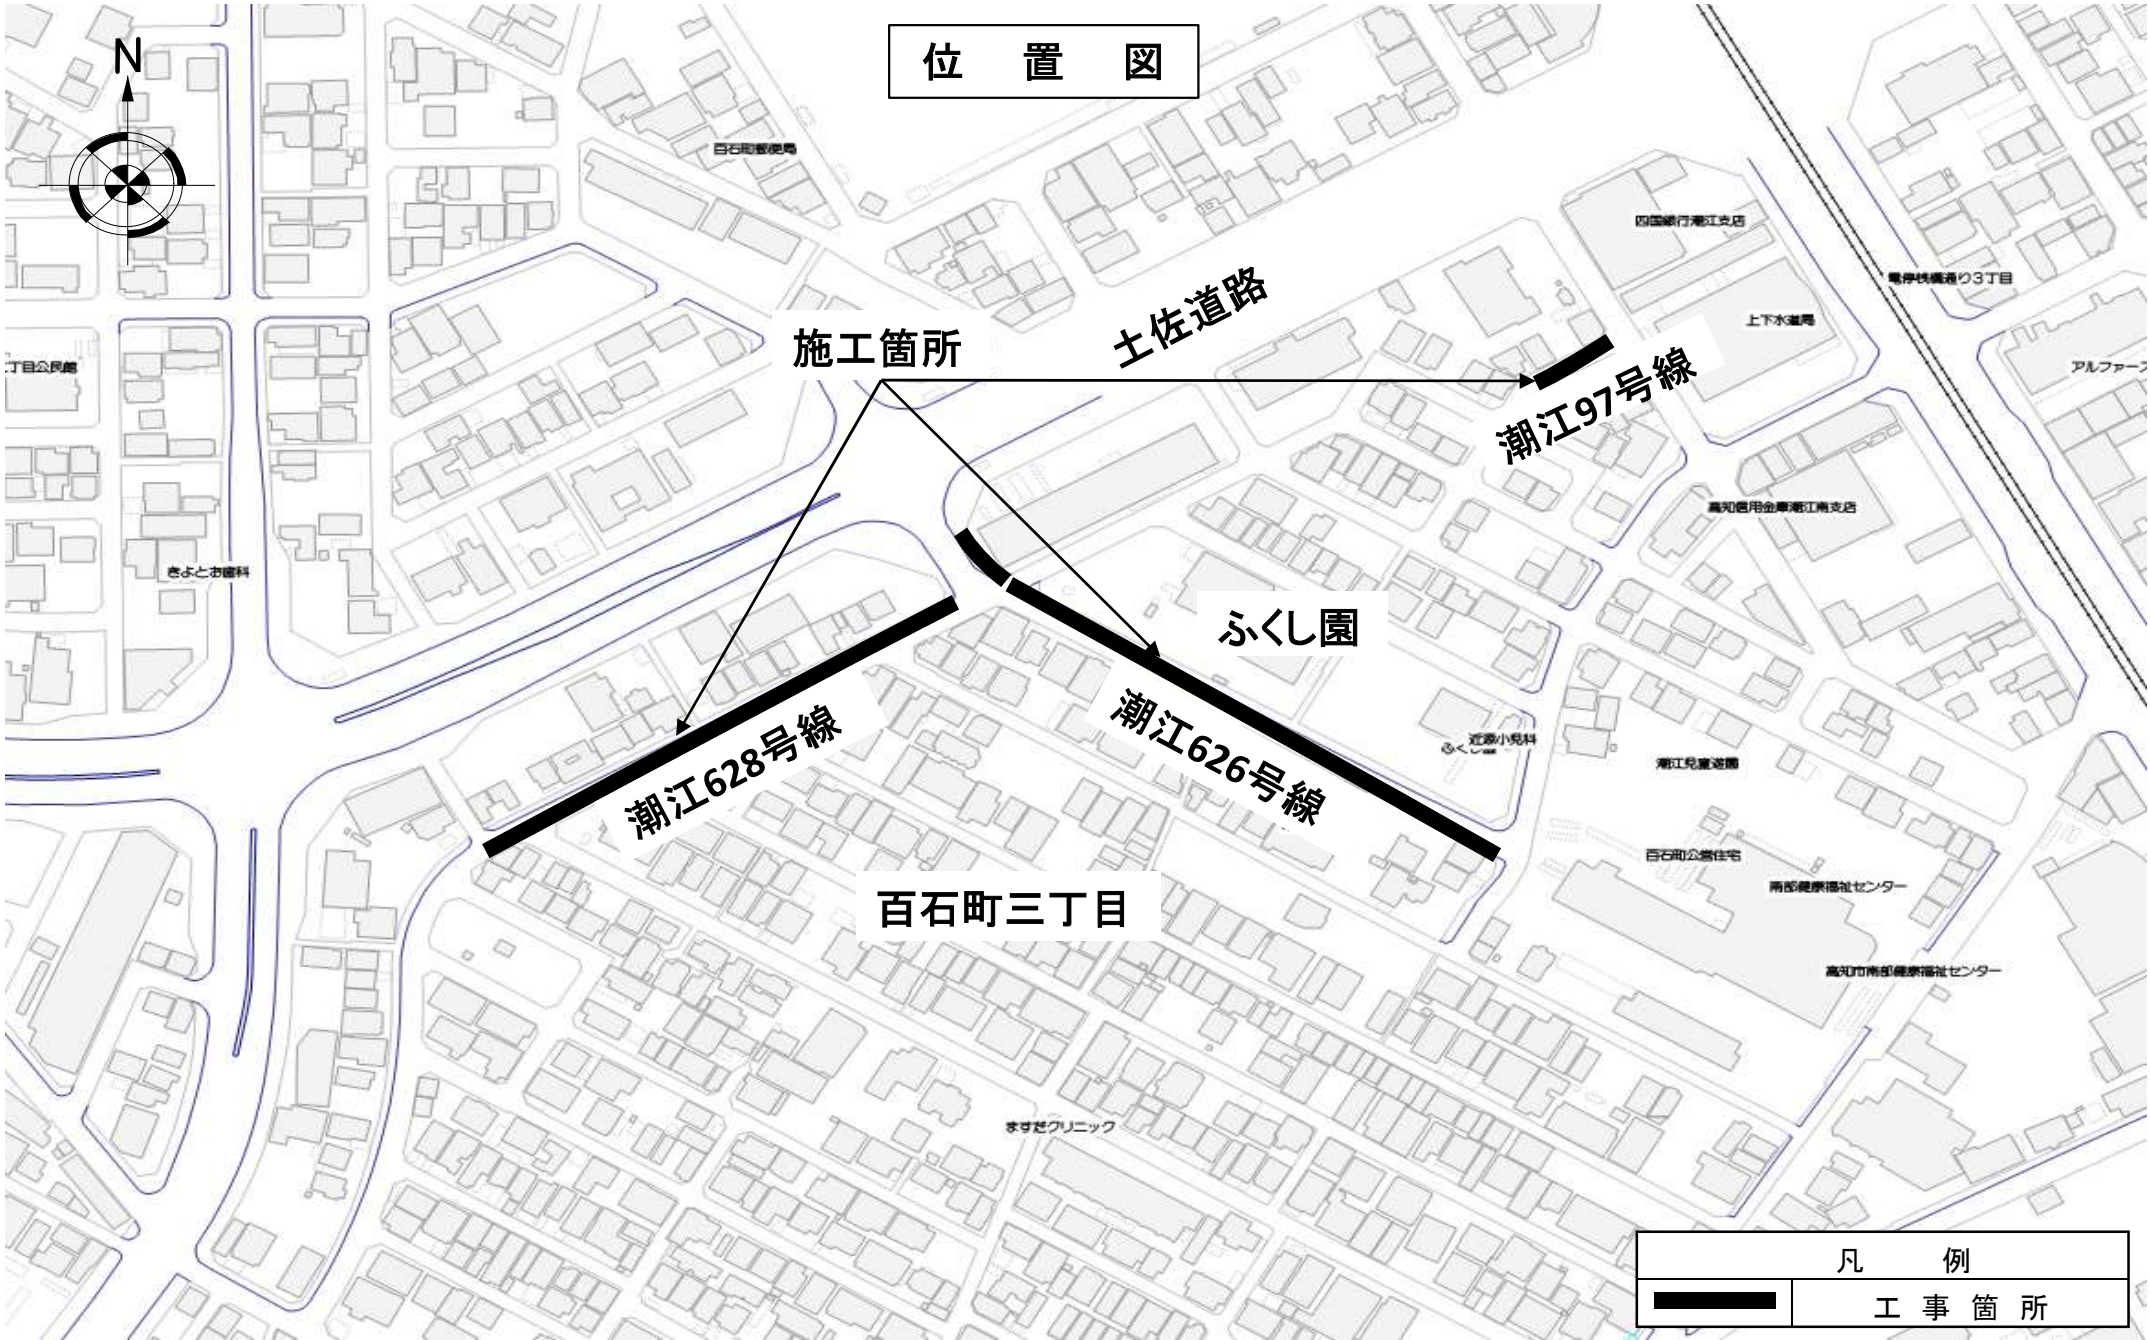 N
位 置 図
百石町郵便局
四国銀行潮江支店
電停桟橋通り3丁目
土佐道路
上下水道局
施工箇所
丁目公民館
アルファース
潮江97号線
高知信用金庫潮江南支店
きよとお歯科
ふくし園
潮江628号線
潮江626号線
近澤小児科
ふくし園
潮江児童遊園
百石町公営住宅
南部健康福祉センター
百石町三丁目
高知市南部健康福祉センター
ますだクリニック
凡 例
工 事 箇 所